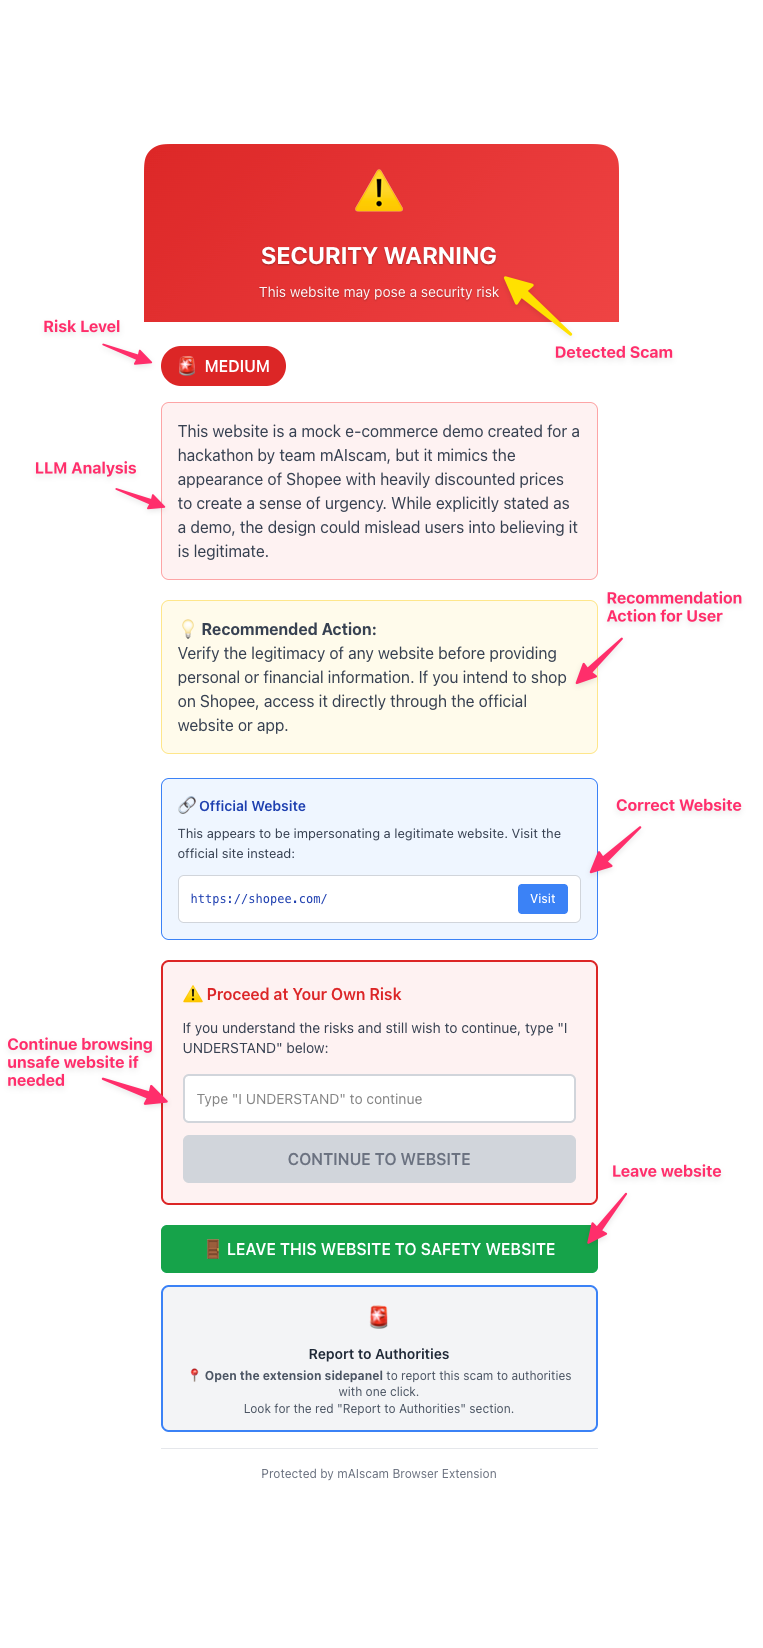 SECURITY WARNING
This website may pose a security risk
Risk Level
Detected Scam
MEDIUM
LLM Analysis
This website is a mock e-commerce demo created for a
hackathon by team mAIscam, but it mimics the
appearance of Shopee with heavily discounted prices
to create a sense of urgency. While explicitly stated as
a demo, the design could mislead users into believing it
is legitimate.
Recommendation
Action for User
Recommended Action:
Verify the legitimacy of any website before providing
personal or financial information. If you intend to shop
on Shopee, access it directly through the official
website or app.
Correct Website
Official Website
This appears to be impersonating a legitimate website. Visit the
official site instead:
https://shopee.com/
Visit
Proceed at Your Own Risk
If you understand the risks and still wish to continue, type "I
UNDERSTAND" below:
Continue browsing
unsafe website if
needed
Type "I UNDERSTAND" to continue
CONTINUE TO WEBSITE
Leave website
LEAVE THIS WEBSITE TO SAFETY WEBSITE
Report to Authorities
Open the extension sidepanel to report this scam to authorities
with one click.
Look for the red "Report to Authorities" section.
Protected by mAIscam Browser Extension